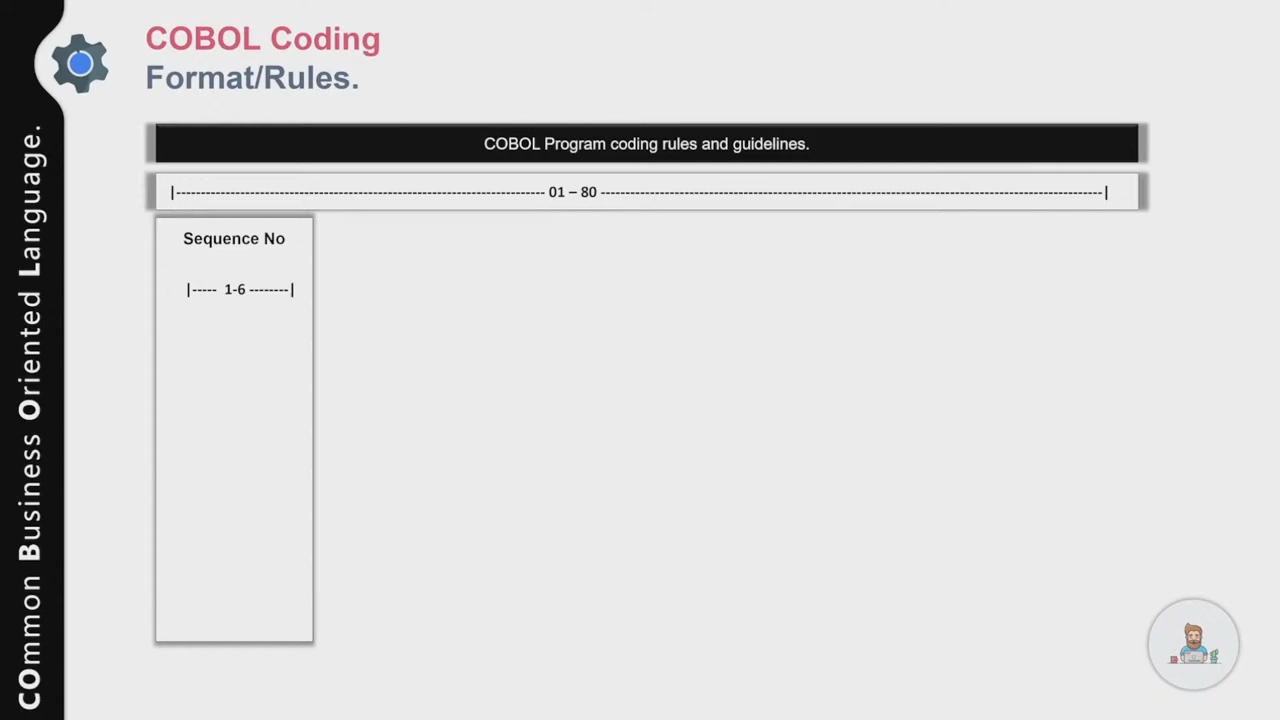 COBOL Coding
Format/Rules.
COmmon Business Oriented Language.
COBOL Program coding rules and guidelines.
|---------------------------------------------------------------------------- 01 – 80 ----------------------------------------------------------------------------------------------------|
Sequence No
|----- 1-6 --------|